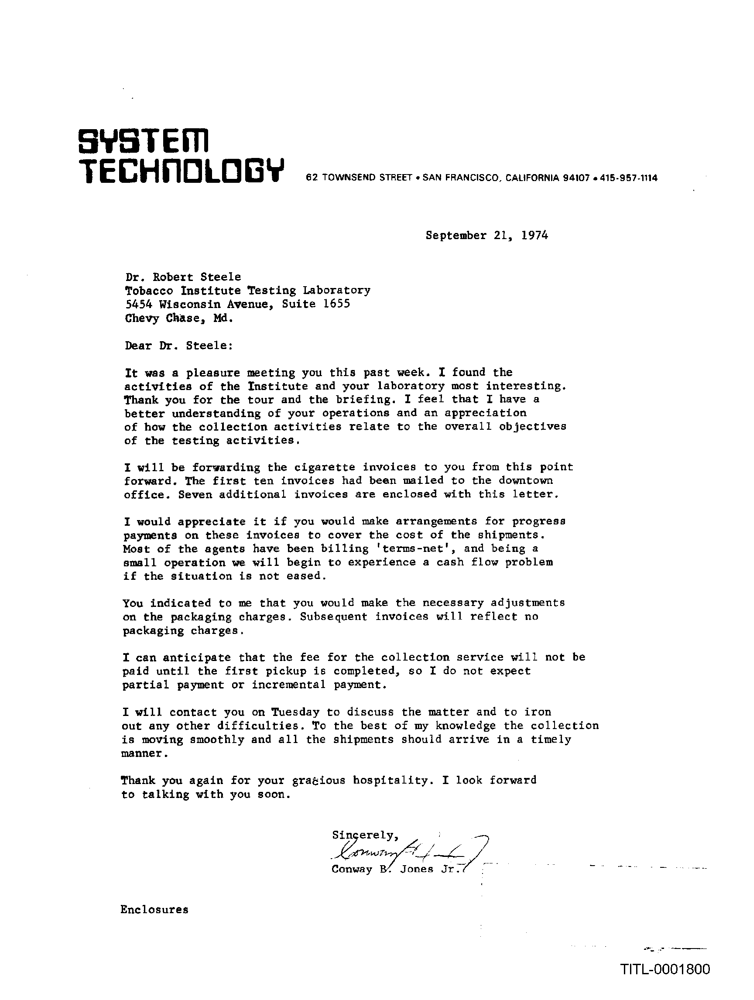 SYSTEM
TECHNOLOGY
62 TOWNSEND STREET • SAN FRANCISCO, CALIFORNIA 94107 • 415-957-1114
September 21, 1974
Dr. Robert Steele
Tobacco Institute Testing Laboratory
5454 Wisconsin Avenue, Suite 1655
Chevy Chase, Md.
Dear Dr. Steele:
It was a pleasure meeting you this past week. I found the
activities of the Institute and your laboratory most interesting.
Thank you for the tour and the briefing. I feel that I have a
better understanding of your operations and an appreciation
of how the collection activities relate to the overall objectives
of the testing activities.
I will be forwarding the cigarette invoices to you from this point
forward. The first ten invoices had been mailed to the downtown
office. Seven additional invoices are enclosed with this letter.
I would appreciate it if you would make arrangements for progress
payments on these invoices to cover the cost of the shipments.
Most of the agents have been billing 'terms-net', and being a
small operation we will begin to experience a cash flow problem
if the situation is not eased.
You indicated to me that you would make the necessary adjustments
on the packaging charges. Subsequent invoices will reflect no
packaging charges.
I can anticipate that the fee for the collection service will not be
paid until the first pickup is completed, so I do not expect
partial payment or incremental payment.
I will contact you on Tuesday to discuss the matter and to iron
out any other difficulties. To the best of my knowledge the collection
is moving smoothly and all the shipments should arrive in a timely
manner.
Thank you again for your gracious hospitality. I look forward
to talking with you soon.
Sincerely,
Conway B. Jones Jr.
Enclosures
TITL-0001800